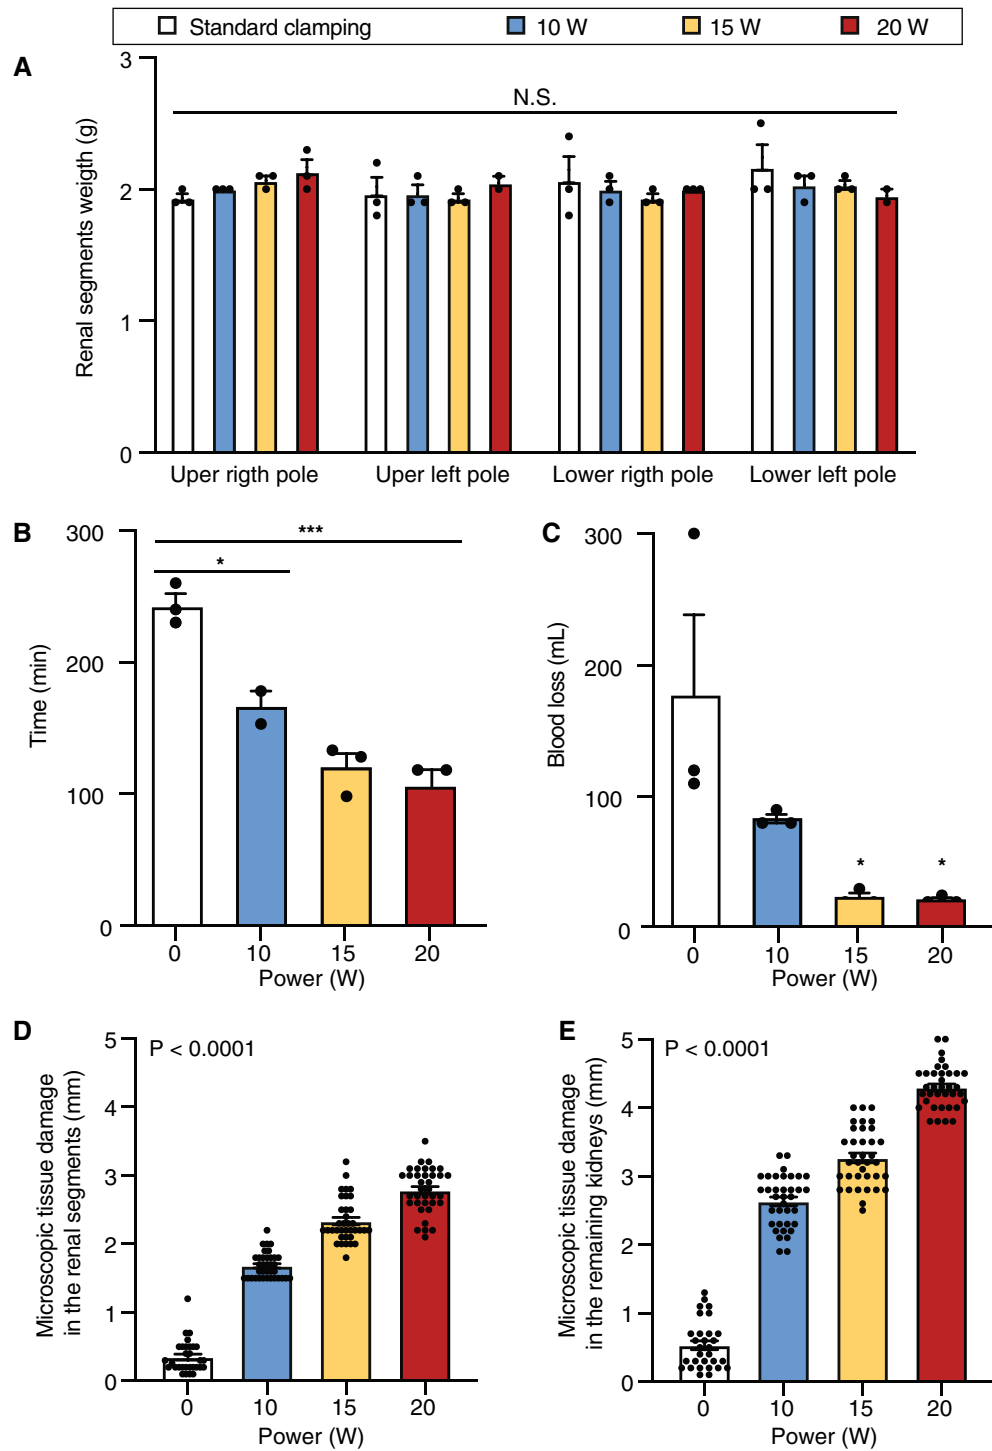 Standard clamping 10 W 15 W 20 W
A
3
2
1
0
Renal segments weigth (g)
N.S.
Uper rigth pole Uper left pole Lower rigth pole Lower left pole
B
300
200
100
0
Time (min)
***
*
0 10 15 20
Power (W)
C
300
200
100
0
Blood loss (mL)
* *
0 10 15 20
Power (W)
D
5
4
3
2
1
0
Microscopic tissue damage
in the renal segments (mm)
P < 0.0001
0 10 15 20
Power (W)
E
5
4
3
2
1
0
Microscopic tissue damage
in the remaining kidneys (mm)
P < 0.0001
0 10 15 20
Power (W)